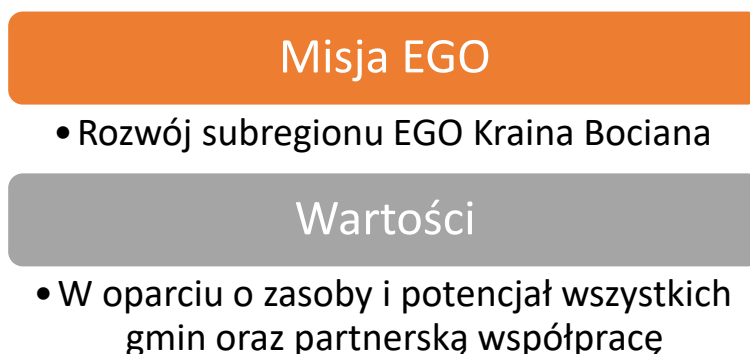 Misja EGO
• Rozwój subregionu EGO Kraina Bociana
Wartości
• W oparciu o zasoby i potencjał wszystkich
gmin oraz partnerską współpracę